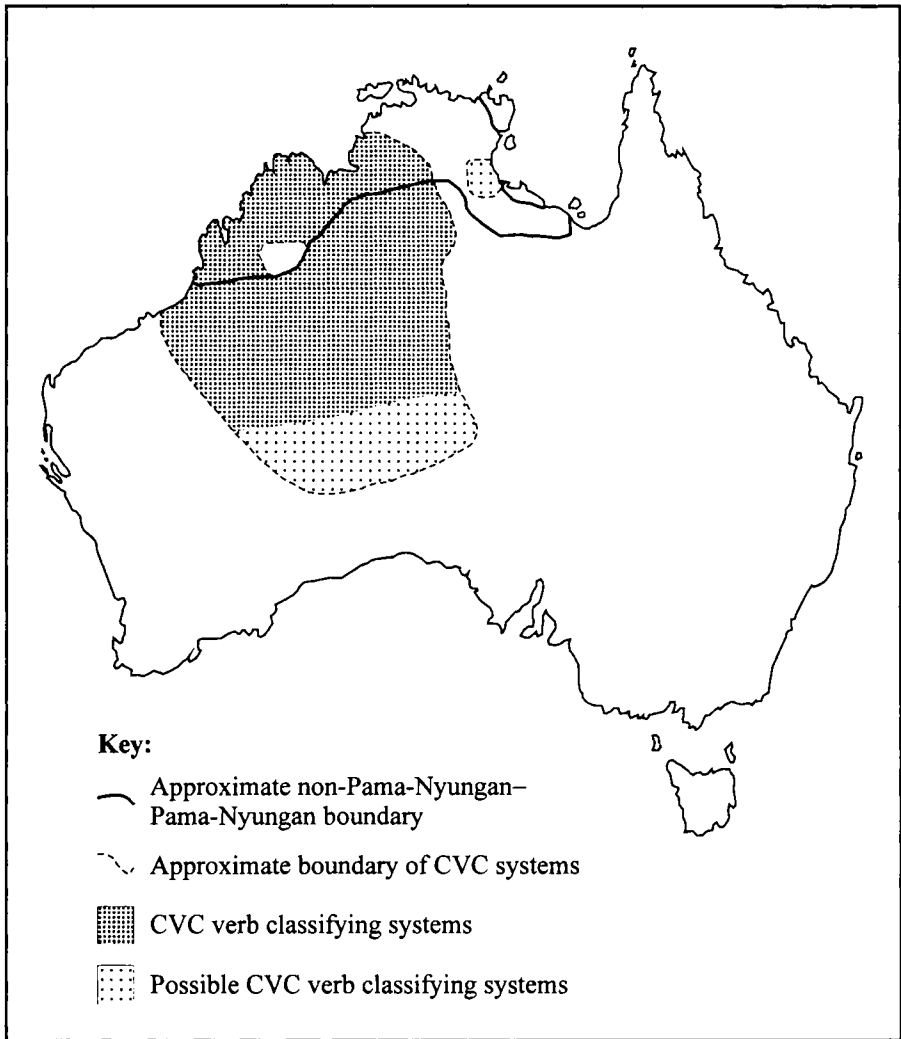 Key:
Approximate non-Pama-Nyungan–
Pama-Nyungan boundary
Approximate boundary of CVC systems
CVC verb classifying systems
Possible CVC verb classifying systems